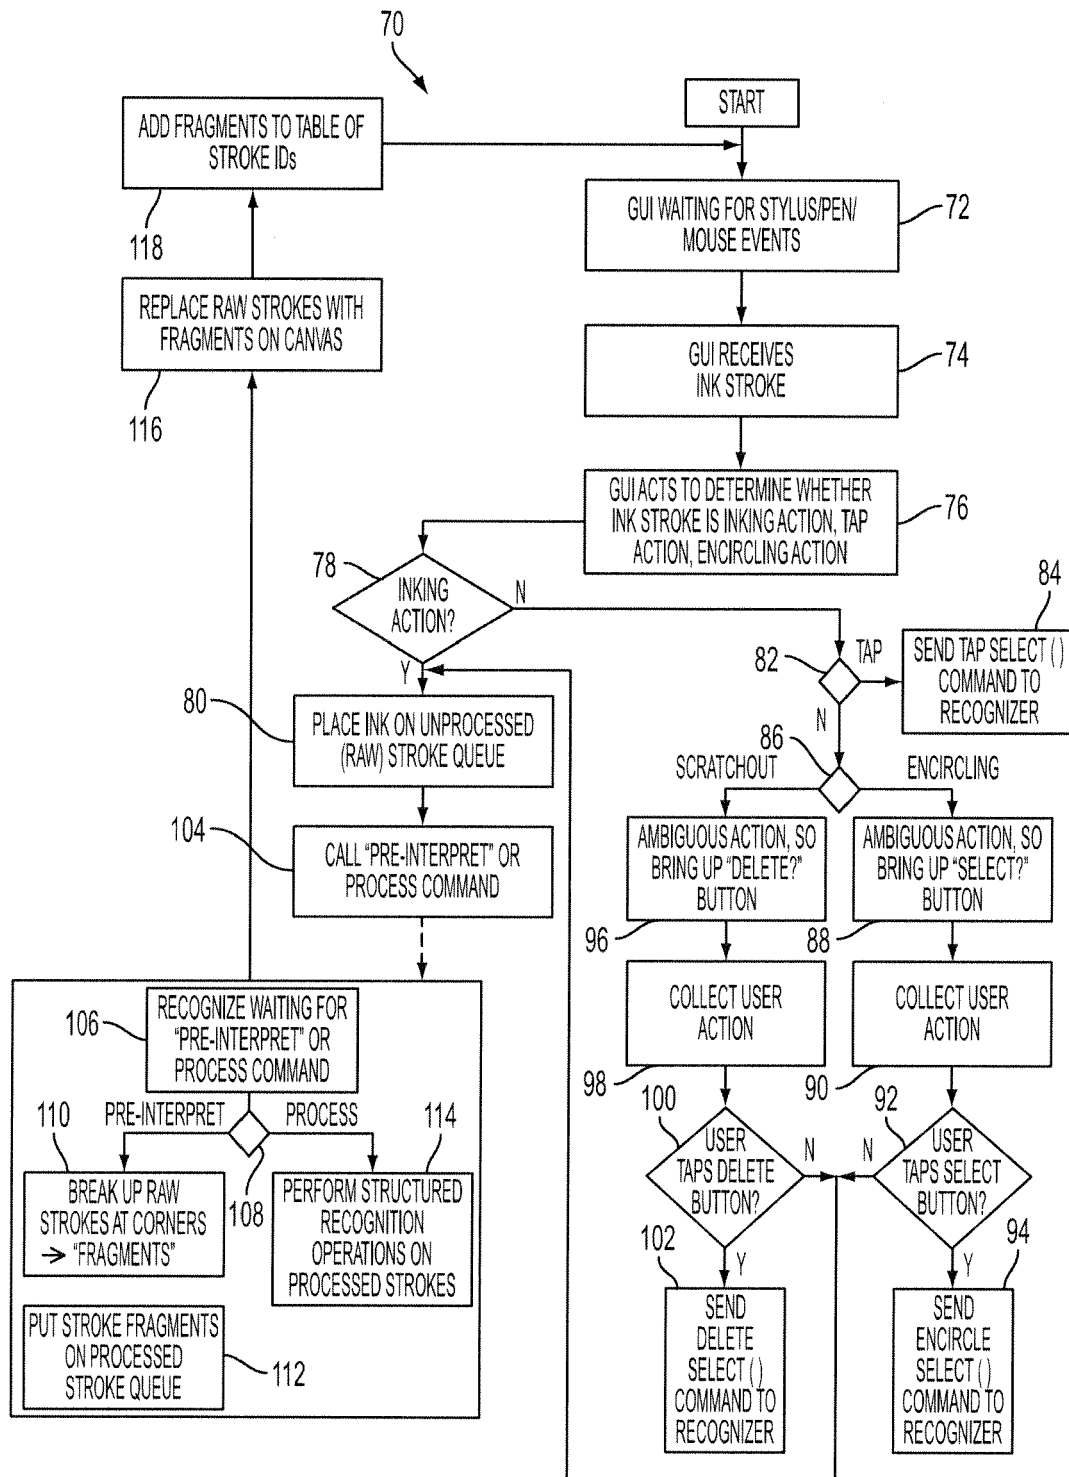 70
START
ADD FRAGMENTS TO TABLE OF
STROKE IDs
118
GUI WAITING FOR STYLUS/PEN/
MOUSE EVENTS
72
REPLACE RAW STROKES WITH
FRAGMENTS ON CANVAS
116
GUI RECEIVES
INK STROKE
74
GUI ACTS TO DETERMINE WHETHER
INK STROKE IS INKING ACTION, TAP
ACTION, ENCIRCLING ACTION
76
78
INKING
ACTION?
N
Y
82
TAP
N
84
SEND TAP SELECT ( )
COMMAND TO
RECOGNIZER
80
PLACE INK ON UNPROCESSED
(RAW) STROKE QUEUE
86
SCRATCHOUT
ENCIRCLING
104
CALL "PRE-INTERPRET" OR
PROCESS COMMAND
AMBIGUOUS ACTION, SO
BRING UP "DELETE?"
BUTTON
96
AMBIGUOUS ACTION, SO
BRING UP "SELECT?"
BUTTON
88
COLLECT USER
ACTION
98
COLLECT USER
ACTION
90
106
RECOGNIZE WAITING FOR
"PRE-INTERPRET" OR
PROCESS COMMAND
110
PRE-INTERPRET
PROCESS
108
114
BREAK UP RAW
STROKES AT CORNERS
→ "FRAGMENTS"
PERFORM STRUCTURED
RECOGNITION
OPERATIONS ON
PROCESSED STROKES
PUT STROKE FRAGMENTS
ON PROCESSED
STROKE QUEUE
112
100
USER
TAPS DELETE
BUTTON?
N
Y
92
USER
TAPS SELECT
BUTTON?
N
Y
102
SEND
DELETE
SELECT ( )
COMMAND TO
RECOGNIZER
94
SEND
ENCIRCLE
SELECT ( )
COMMAND TO
RECOGNIZER